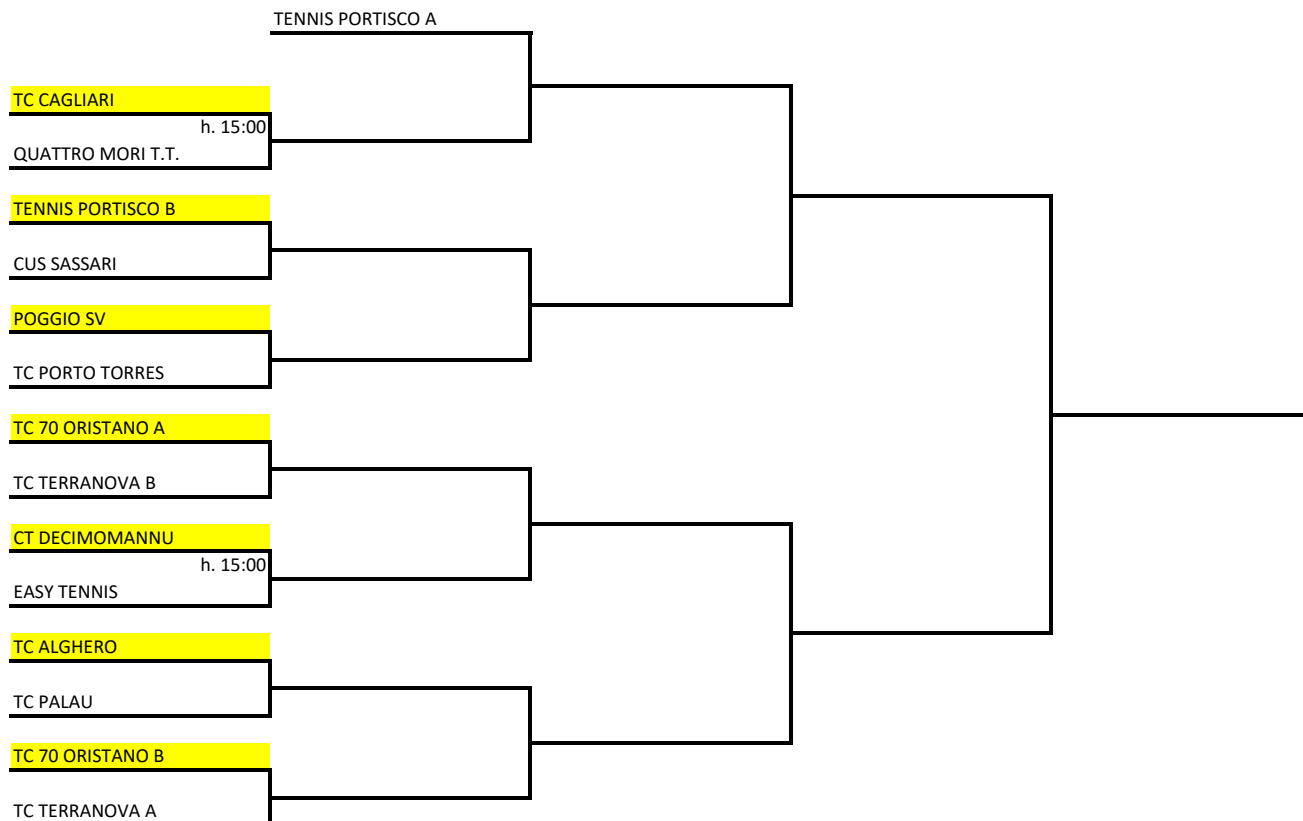 TENNIS PORTISCO A
TC CAGLIARI
h. 15:00
QUATTRO MORI T.T.
TENNIS PORTISCO B
CUS SASSARI
POGGIO SV
TC PORTO TORRES
TC 70 ORISTANO A
TC TERRANOVA B
CT DECIMOMANNU
h. 15:00
EASY TENNIS
TC ALGHERO
TC PALAU
TC 70 ORISTANO B
TC TERRANOVA A